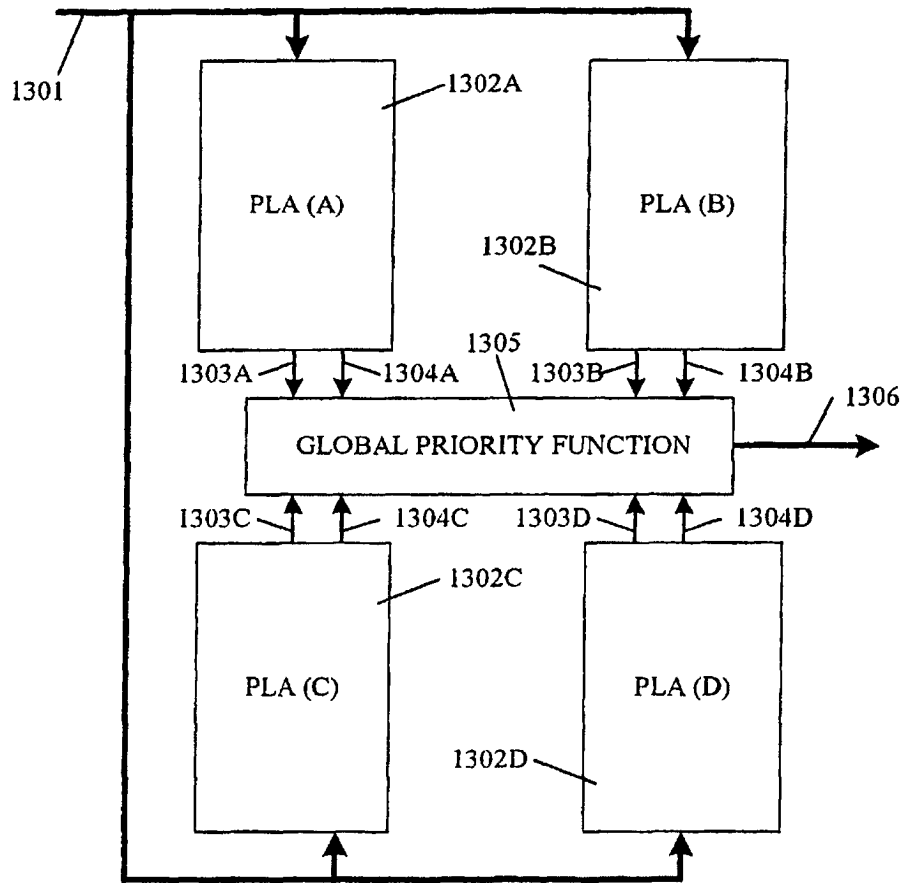 1301
1302A
PLA (A)
PLA (B)
1302B
1305
1303A
1304A
1303B
1304B
1306
GLOBAL PRIORITY FUNCTION
1303C
1304C
1303D
1304D
1302C
PLA (C)
PLA (D)
1302D